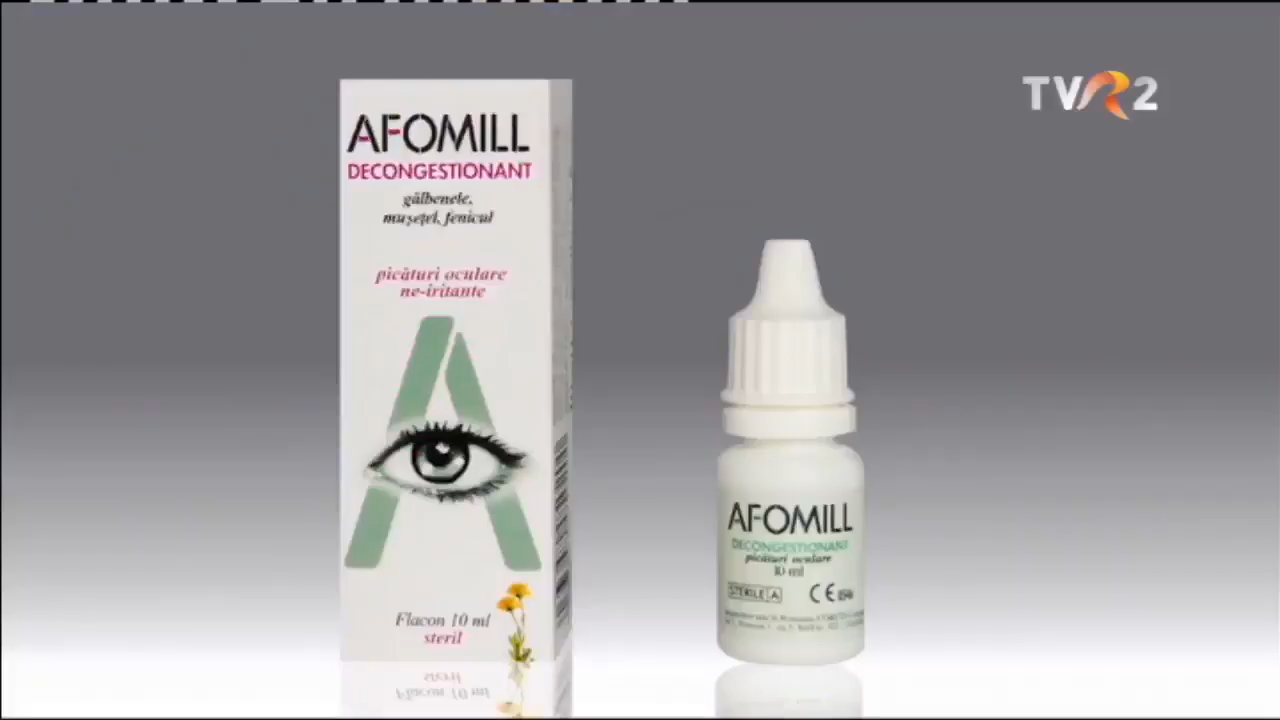 TVR2
AFOMILL
DECONGESTIONANT
gălbenele,
mușețel, fenicul
picături oculare
ne-iritante
Flacon 10 ml
steril
AFOMILL
DECONGESTIONANT
picături oculare
10 ml
STERILE A
CE